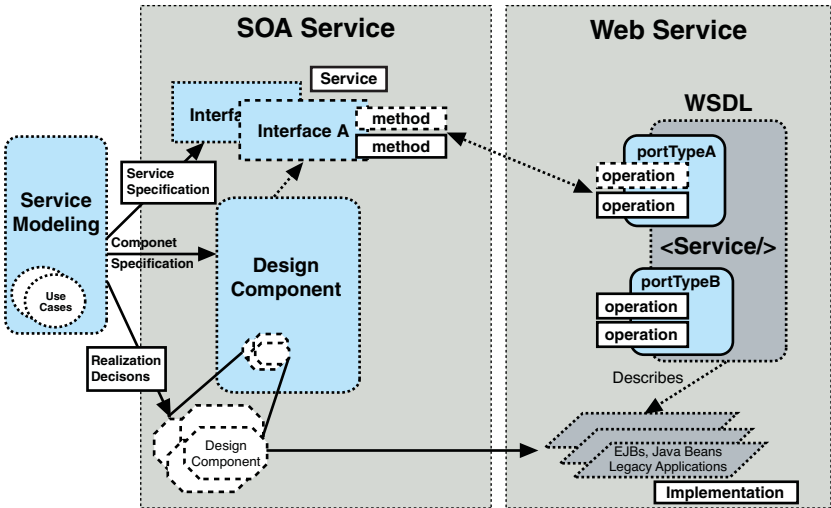 SOA Service
Web Service
Service
Interfa
Interface A
method
method
WSDL
portTypeA
operation
operation
<Service/>
portTypeB
operation
operation
Service
Modeling
Use
Cases
Service
Specification
Componet
Specification
Realization
Decisons
Design
Component
Design
Component
Describes
EJBs, Java Beans
Legacy Applications
Implementation